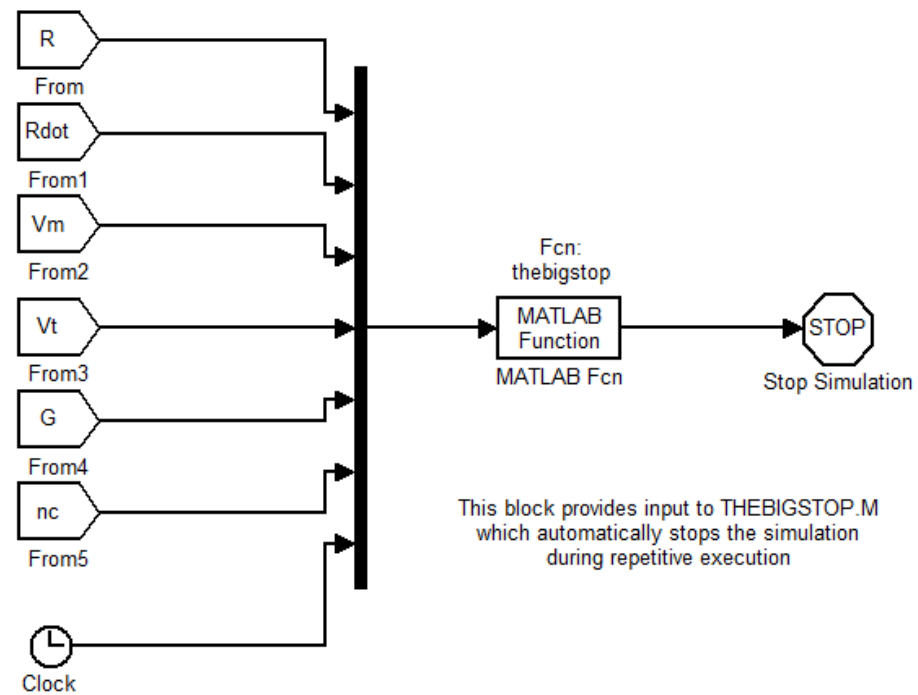 R
From
Rdot
From1
Vm
From2
Vt
From3
G
From4
nc
From5
Clock
Fcn:
thebigstop
MATLAB
Function
MATLAB Fcn
STOP
Stop Simulation
This block provides input to THEBIGSTOP.M
which automatically stops the simulation
during repetitive execution